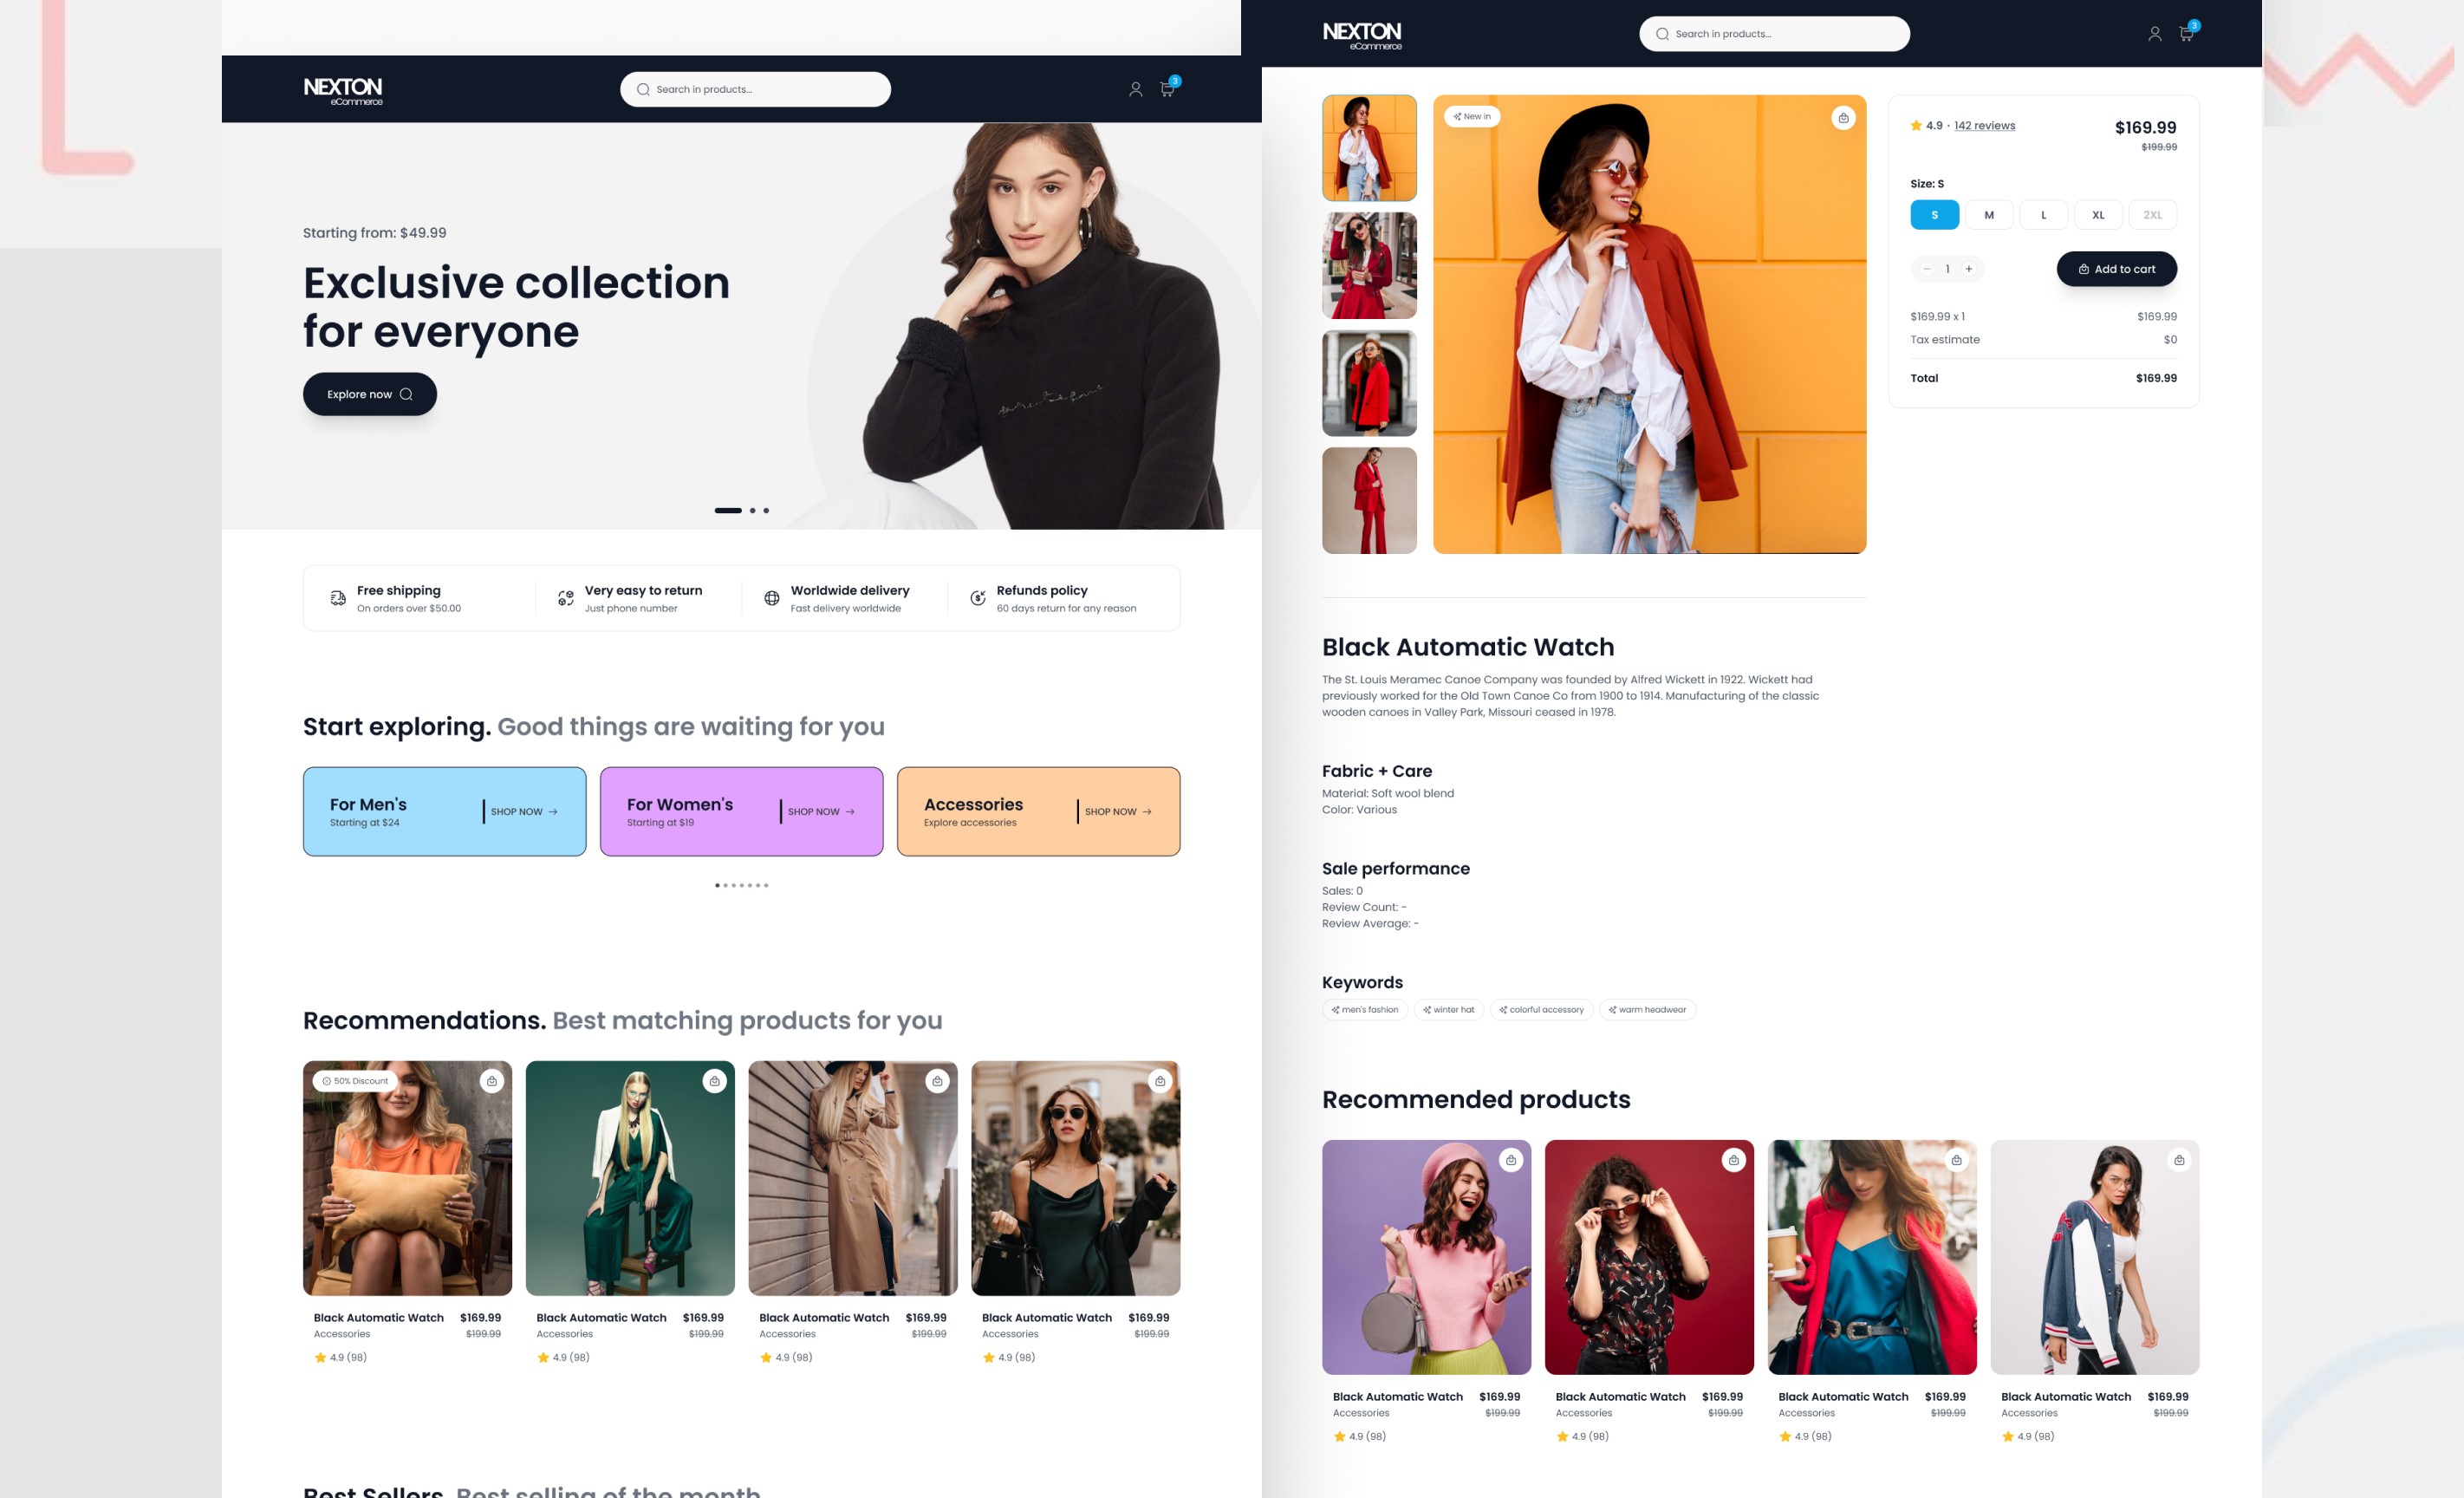 NEXTON
eCommerce
Search in products...
3
Starting from: $49.99
Exclusive collection
for everyone
Explore now
Free shipping
On orders over $50.00
Very easy to return
Just phone number
Worldwide delivery
Fast delivery worldwide
Refunds policy
60 days return for any reason
Start exploring. Good things are waiting for you
For Men's
Starting at $24
SHOP NOW
For Women's
Starting at $19
SHOP NOW
Accessories
Explore accessories
SHOP NOW
Recommendations. Best matching products for you
50% Discount
Black Automatic Watch $169.99
Accessories $199.99
4.9 (98)
Black Automatic Watch $169.99
Accessories $199.99
4.9 (98)
Black Automatic Watch $169.99
Accessories $199.99
4.9 (98)
Black Automatic Watch $169.99
Accessories $199.99
4.9 (98)
Best Sellers. Best selling of the month
NEXTON
eCommerce
Search in products...
3
New in
4.9 · 142 reviews
$169.99
$199.99
Size: S
S M L XL 2XL
1
Add to cart
$169.99 x 1 $169.99
Tax estimate $0
Total $169.99
Black Automatic Watch
The St. Louis Meramec Canoe Company was founded by Alfred Wickett in 1922. Wickett had
previously worked for the Old Town Canoe Co from 1900 to 1914. Manufacturing of the classic
wooden canoes in Valley Park, Missouri ceased in 1978.
Fabric + Care
Material: Soft wool blend
Color: Various
Sale performance
Sales: 0
Review Count: -
Review Average: -
Keywords
men's fashion
winter hat
colorful accessory
warm headwear
Recommended products
Black Automatic Watch $169.99
Accessories $199.99
4.9 (98)
Black Automatic Watch $169.99
Accessories $199.99
4.9 (98)
Black Automatic Watch $169.99
Accessories $199.99
4.9 (98)
Black Automatic Watch $169.99
Accessories $199.99
4.9 (98)